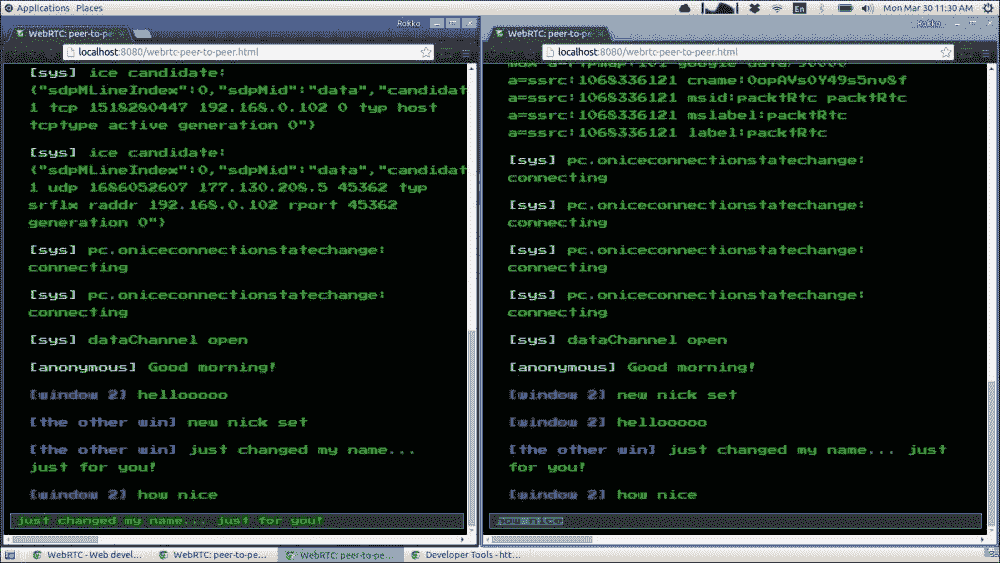 Applications Places
En
Mon Mar 30 11:30 AM
Rokko
WebRTC: peer-to-pe
localhost:8080/webrtc-peer-to-peer.html
[sys] ice candidate:
{"sdpMLineIndex":0,"sdpMid":"data","candidat
1 tcp 1518280447 192.168.0.102 0 typ host
tcptype active generation 0"}
[sys] ice candidate:
{"sdpMLineIndex":0,"sdpMid":"data","candidat
1 udp 1686052607 177.130.208.5 45362 typ
srflx raddr 192.168.0.102 rport 45362
generation 0"}
[sys] pc.oniceconnectionstatechange:
connecting
[sys] pc.oniceconnectionstatechange:
connecting
[sys] dataChannel open
[anonymous] Good morning!
[window 2] hellooooo
[the other win] new nick set
[the other win] just changed my name...
just for you!
[window 2] how nice
just changed my name... just for you!
Rokko
WebRTC: peer-to-pe
localhost:8080/webrtc-peer-to-peer.html
a=ssrc:1068336121 cname:0opAVs0Y49s5nv8f
a=ssrc:1068336121 msid:pack†R†c pack†R†c
a=ssrc:1068336121 mslabel:pack†R†c
a=ssrc:1068336121 label:pack†R†c
[sys] pc.oniceconnectionstatechange:
connecting
[sys] pc.oniceconnectionstatechange:
connecting
[sys] pc.oniceconnectionstatechange:
connecting
[sys] pc.oniceconnectionstatechange:
connecting
[sys] dataChannel open
[anonymous] Good morning!
[window 2] new nick set
[window 2] hellooooo
[the other win] just changed my name... just
for you!
[window 2] how nice
how nice
WebRTC - Web devel...
WebRTC: peer-to-pe...
WebRTC: peer-to-pe...
Developer Tools - htt...